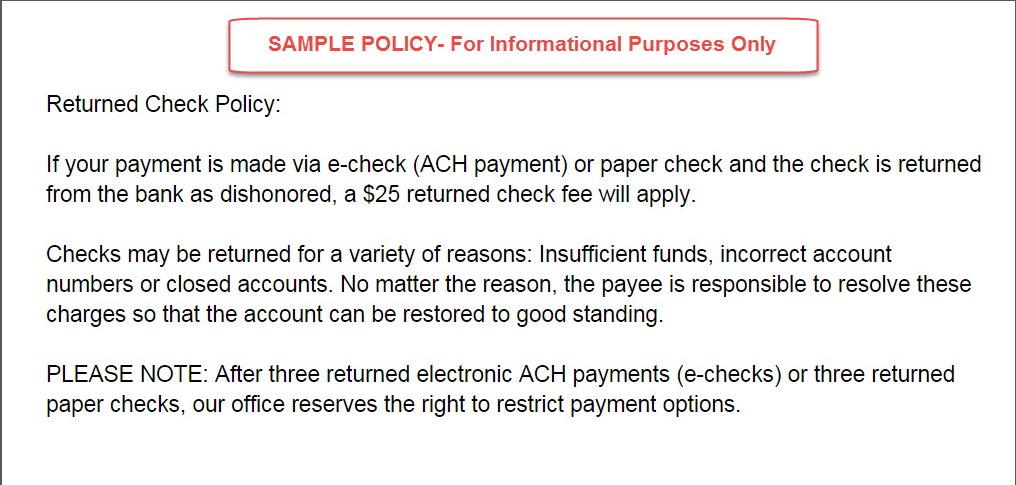 SAMPLE POLICY- For Informational Purposes Only
Returned Check Policy:
If your payment is made via e-check (ACH payment) or paper check and the check is returned
from the bank as dishonored, a $25 returned check fee will apply.
Checks may be returned for a variety of reasons: Insufficient funds, incorrect account
numbers or closed accounts. No matter the reason, the payee is responsible to resolve these
charges so that the account can be restored to good standing.
PLEASE NOTE: After three returned electronic ACH payments (e-checks) or three returned
paper checks, our office reserves the right to restrict payment options.